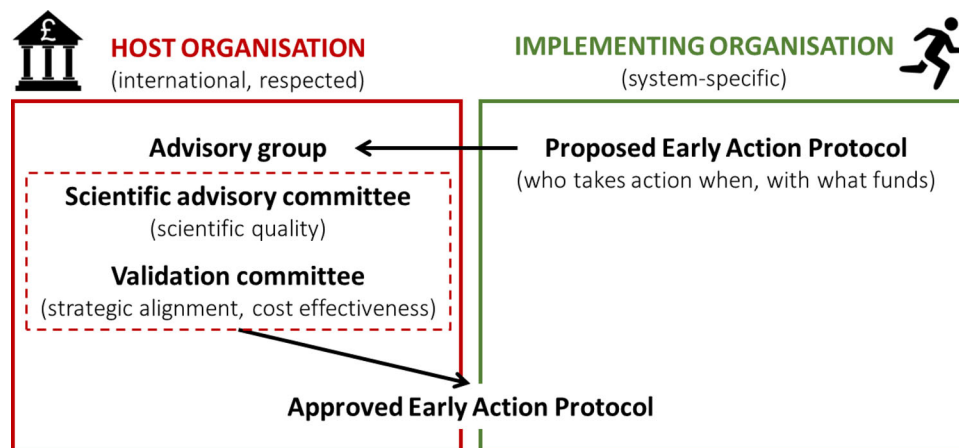 £
HOST ORGANISATION
(international, respected)
IMPLEMENTING ORGANISATION
(system-specific)
Advisory group
Scientific advisory committee
(scientific quality)
Validation committee
(strategic alignment, cost effectiveness)
Proposed Early Action Protocol
(who takes action when, with what funds)
Approved Early Action Protocol